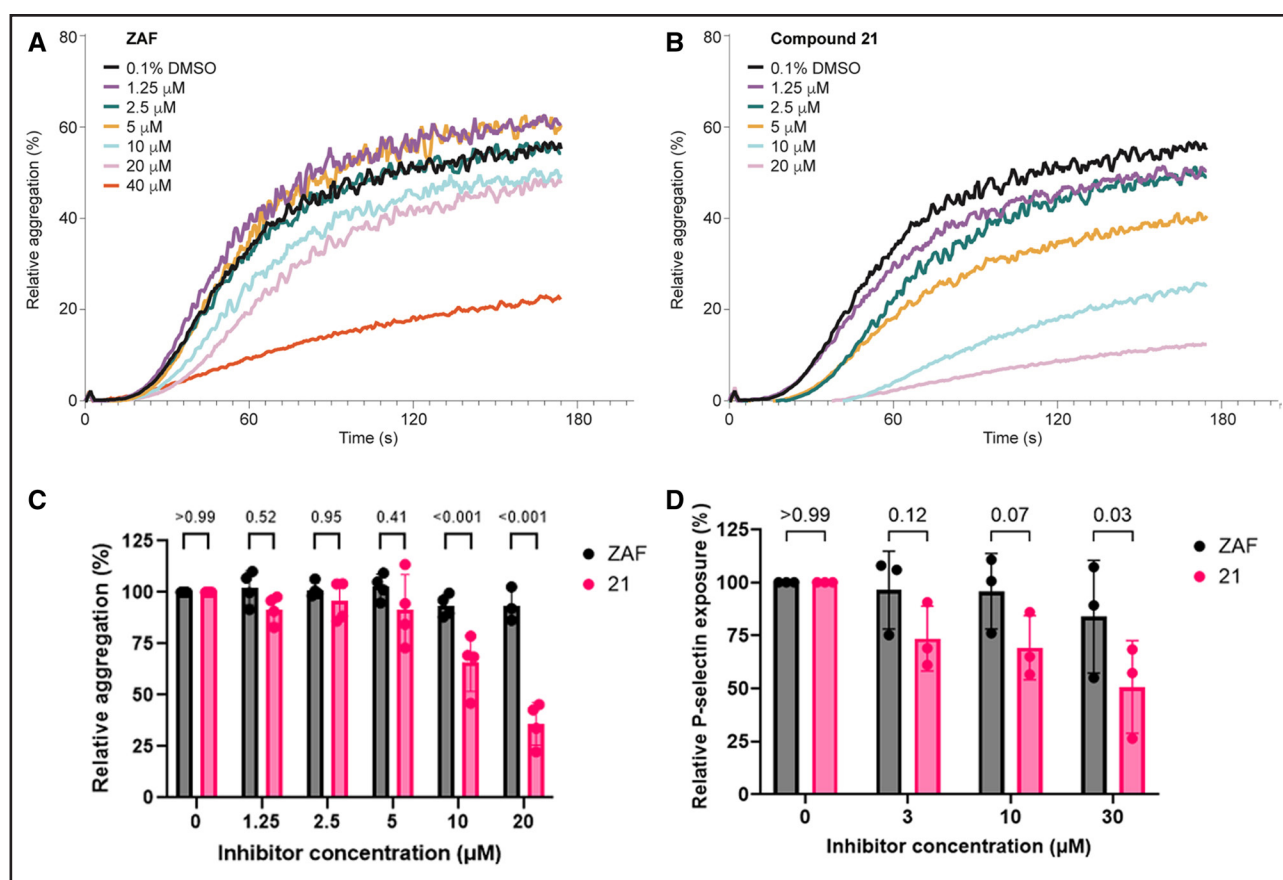 A
ZAF
80
60
40
20
0
Relative aggregation (%)
0.1% DMSO
1.25 μM
2.5 μM
5 μM
10 μM
20 μM
40 μM
0 60 120 180
Time (s)
B
Compound 21
80
60
40
20
0
Relative aggregation (%)
0.1% DMSO
1.25 μM
2.5 μM
5 μM
10 μM
20 μM
0 60 120 180
Time (s)
C
>0.99 0.52 0.95 0.41 <0.001 <0.001
125
100
75
50
25
0
Relative aggregation (%)
ZAF
21
0 1.25 2.5 5 10 20
Inhibitor concentration (μM)
D
>0.99 0.12 0.07 0.03
125
100
75
50
25
0
Relative P-selectin exposure (%)
ZAF
21
0 3 10 30
Inhibitor concentration (μM)